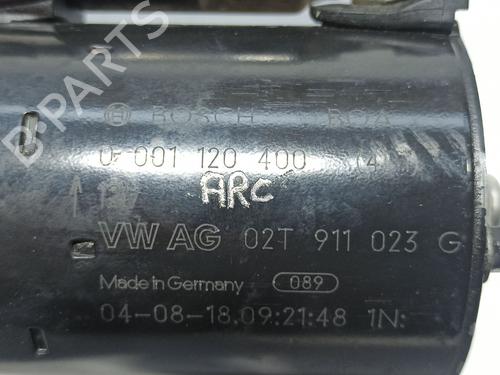 B-PARTS
BOSCH
0 001 120 400
ARC
12V
VW AG 02T 911 023 G
Made in Germany 089
04-08-18.09:21:48 1N: